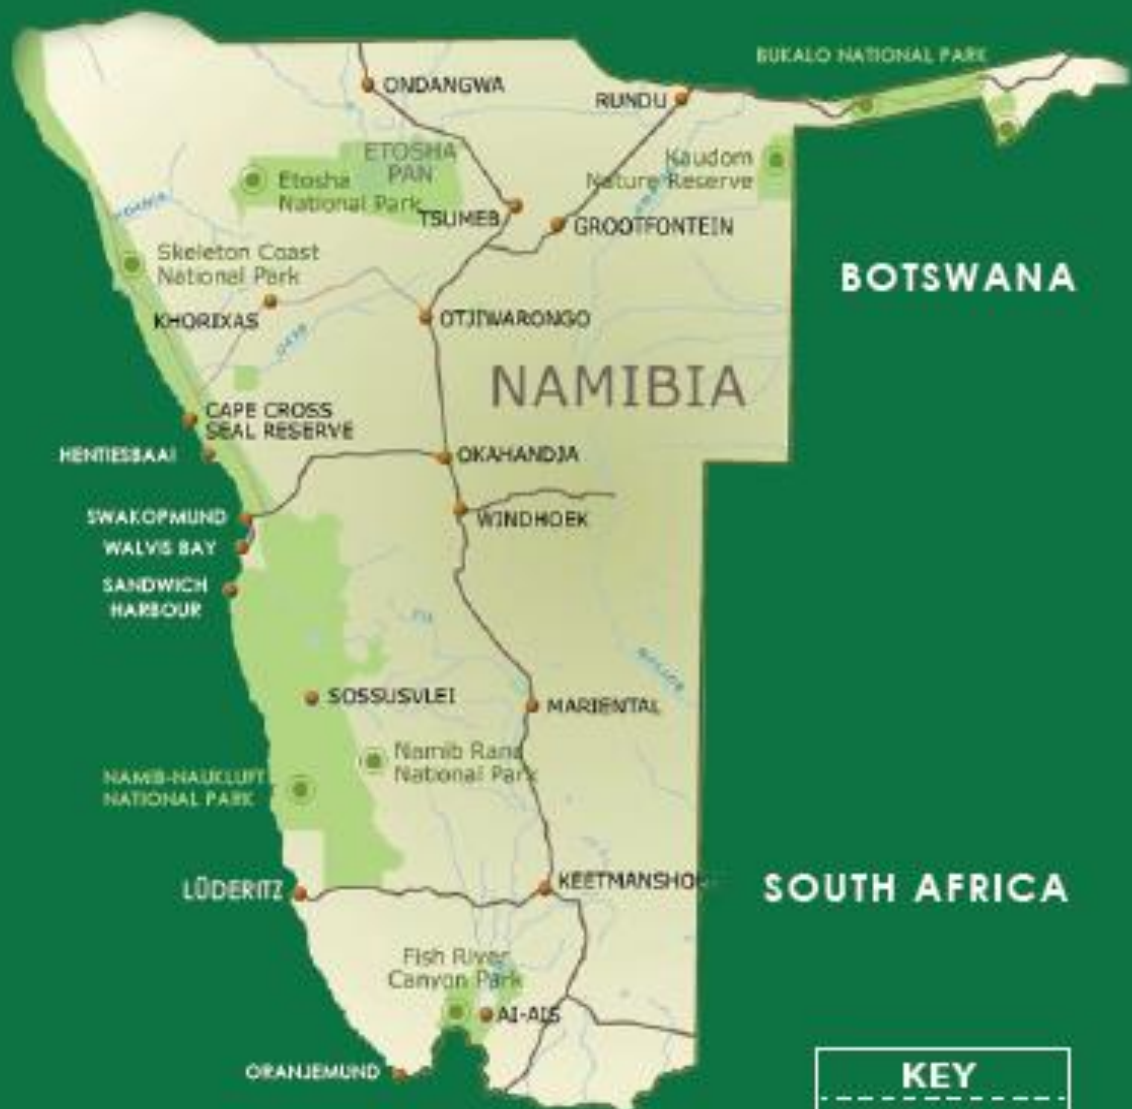 BUKALO NATIONAL PARK
ONDANGWA
RUNDU
ETOSHA
PAN
Kaudom
Nature Reserve
Etosha
National Park
TSUMEB
GROOTFONTEIN
Skeleton Coast
National Park
BOTSWANA
KHORIXAS
OTJIWARONGO
NAMIBIA
CAPE CROSS
SEAL RESERVE
HENTIESBAAI
OKAHANDJA
SWAKOPMUND
WINDHOEK
WALVIS BAY
SANDWICH
HARBOUR
SOSSUSVLEI
MARIENTAL
Namib Rand
National Park
NAMIB-NAUKLUFT
NATIONAL PARK
LÜDERITZ
KEETMANSHO
SOUTH AFRICA
Fish River
Canyon Park
AI-AIS
ORANJEMUND
KEY